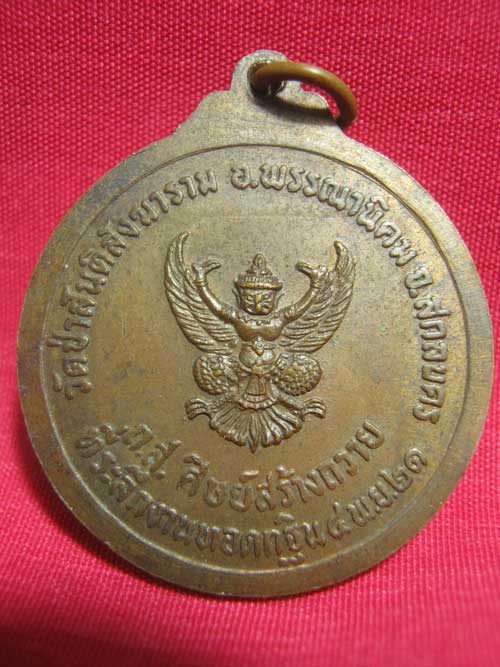 วัดป่าสันติสังฆาราม อ.พรรณานิคม จ.สกลนคร
ก.ส. ศิษย์สร้างถวาย
ที่ระลึกงานทอดกฐิน ๔ พ.ย. ๒๑